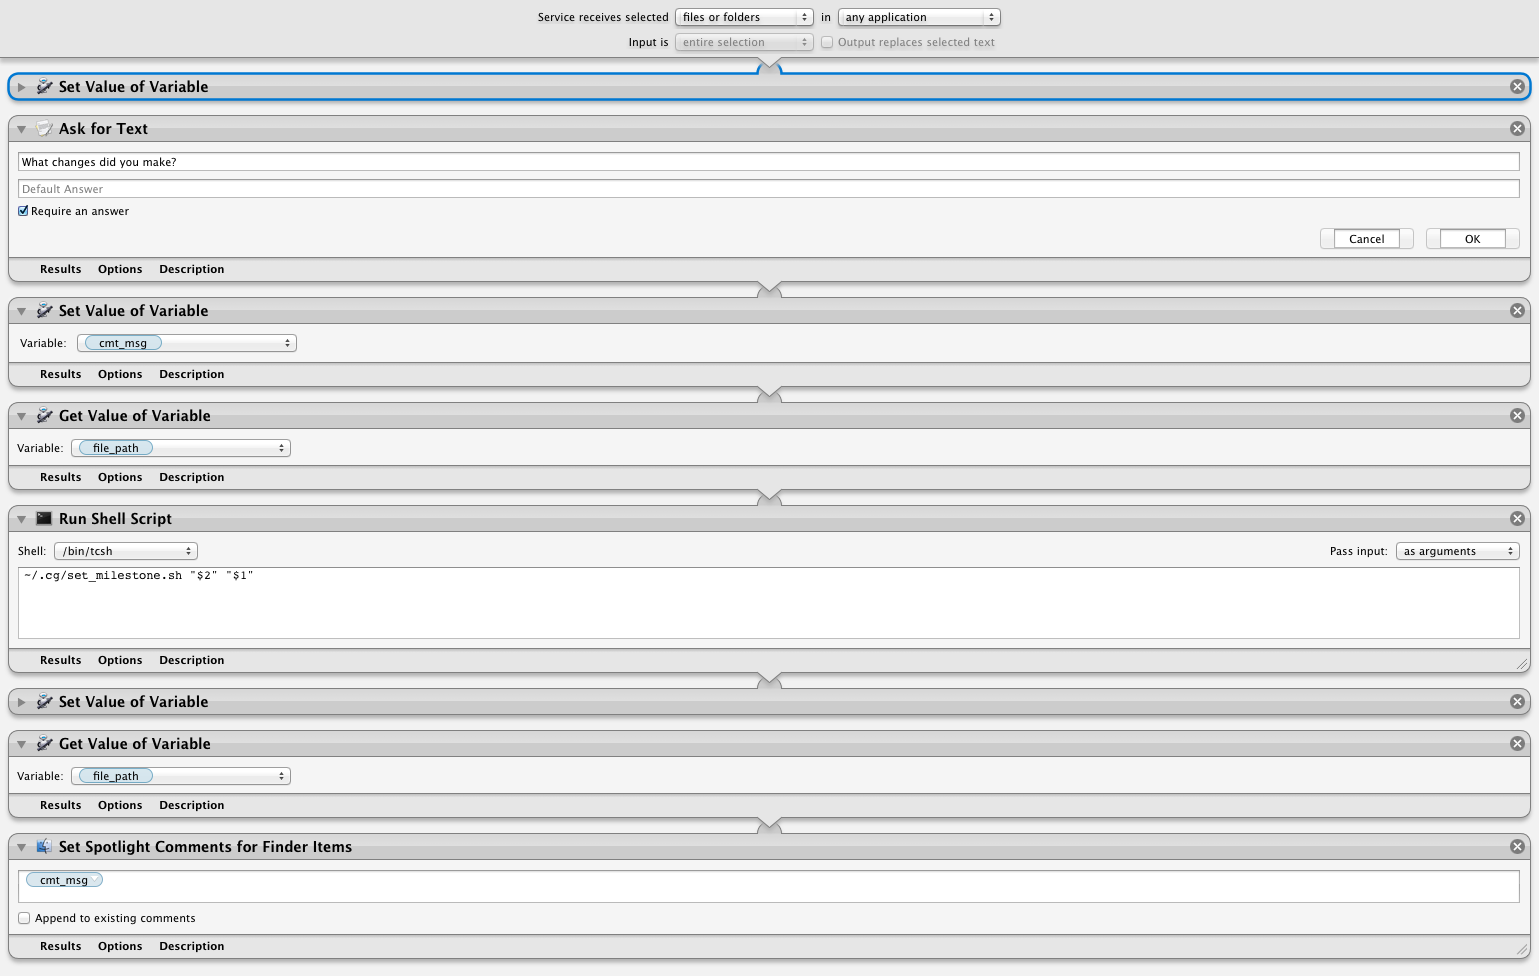 Service receives selected files or folders in any application
Input is entire selection Output replaces selected text
Set Value of Variable
Ask for Text
What changes did you make?
Default Answer
Require an answer
Cancel OK
Results Options Description
Set Value of Variable
Variable: cmt_msg
Results Options Description
Get Value of Variable
Variable: file_path
Results Options Description
Run Shell Script
Shell: /bin/tcsh Pass input: as arguments
~/.cg/set_milestone.sh "$2" "$1"
Results Options Description
Set Value of Variable
Get Value of Variable
Variable: file_path
Results Options Description
Set Spotlight Comments for Finder Items
cmt_msg
Append to existing comments
Results Options Description